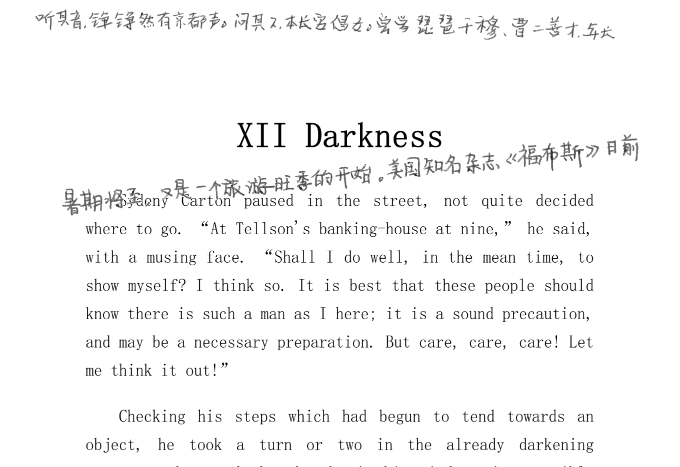 听其音,铮铮然有京都声。问其人,本长安倡女。尝学琵琶于穆、曹二善才,年长
XII Darkness
暑期将至,又是一个旅游旺季的开始。美国知名杂志《福布斯》日前
Sydeny Carton paused in the street, not quite decided
where to go. “At Tellson's banking-house at nine,” he said,
with a musing face. “Shall I do well, in the mean time, to
show myself? I think so. It is best that these people should
know there is such a man as I here; it is a sound precaution,
and may be a necessary preparation. But care, care, care! Let
me think it out!”
Checking his steps which had begun to tend towards an
object, he took a turn or two in the already darkening